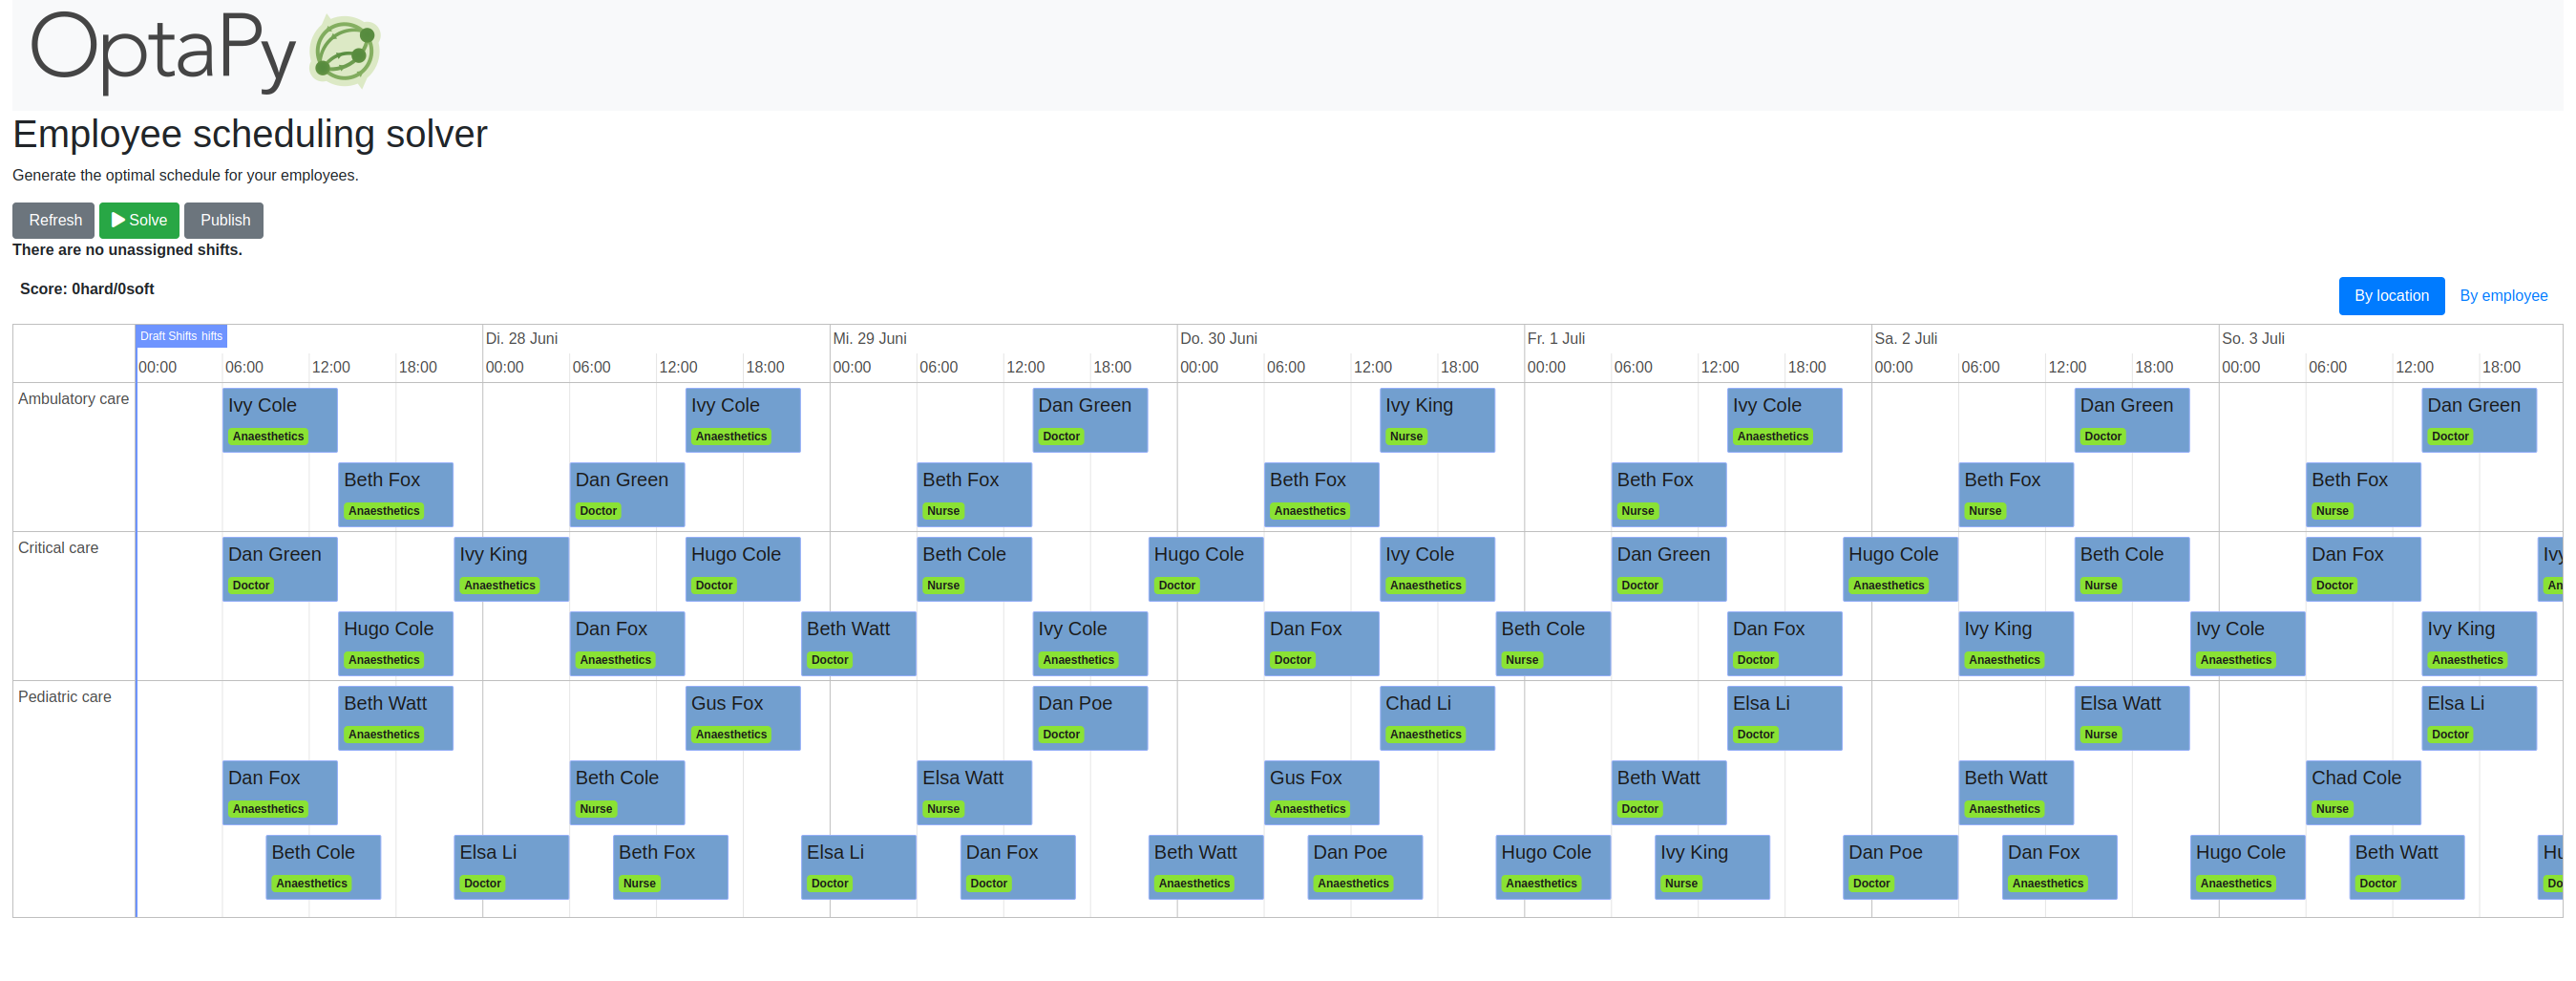 OptaPy
Employee scheduling solver
Generate the optimal schedule for your employees.
Refresh Solve Publish
There are no unassigned shifts.
Score: 0hard/0soft
By location By employee
Draft Shifts hifts Di. 28 Juni Mi. 29 Juni Do. 30 Juni Fr. 1 Juli Sa. 2 Juli So. 3 Juli
00:00 06:00 12:00 18:00 00:00 06:00 12:00 18:00 00:00 06:00 12:00 18:00 00:00 06:00 12:00 18:00 00:00 06:00 12:00 18:00 00:00 06:00 12:00 18:00 00:00 06:00 12:00 18:00
Ambulatory care
Ivy Cole Ivy Cole Dan Green Ivy King Ivy Cole Dan Green Dan Green
Anaesthetics Anaesthetics Doctor Nurse Anaesthetics Doctor Doctor
Beth Fox Dan Green Beth Fox Beth Fox Beth Fox Beth Fox Beth Fox
Anaesthetics Doctor Nurse Anaesthetics Nurse Nurse Nurse
Critical care
Dan Green Ivy King Hugo Cole Beth Cole Hugo Cole Ivy Cole Dan Green Hugo Cole Beth Cole Dan Fox Ivy
Doctor Anaesthetics Doctor Nurse Doctor Anaesthetics Doctor Anaesthetics Nurse Doctor An
Hugo Cole Dan Fox Beth Watt Ivy Cole Dan Fox Beth Cole Dan Fox Ivy King Ivy Cole Ivy King
Anaesthetics Anaesthetics Doctor Anaesthetics Doctor Nurse Doctor Anaesthetics Anaesthetics Anaesthetics
Pediatric care
Beth Watt Gus Fox Dan Poe Chad Li Elsa Li Elsa Watt Elsa Li
Anaesthetics Anaesthetics Doctor Anaesthetics Doctor Nurse Doctor
Dan Fox Beth Cole Elsa Watt Gus Fox Beth Watt Beth Watt Chad Cole
Anaesthetics Nurse Nurse Anaesthetics Doctor Anaesthetics Nurse
Beth Cole Elsa Li Beth Fox Elsa Li Dan Fox Beth Watt Dan Poe Hugo Cole Ivy King Dan Poe Dan Fox Hugo Cole Beth Watt Hu
Anaesthetics Doctor Nurse Doctor Doctor Anaesthetics Anaesthetics Anaesthetics Nurse Doctor Anaesthetics Anaesthetics Doctor Do